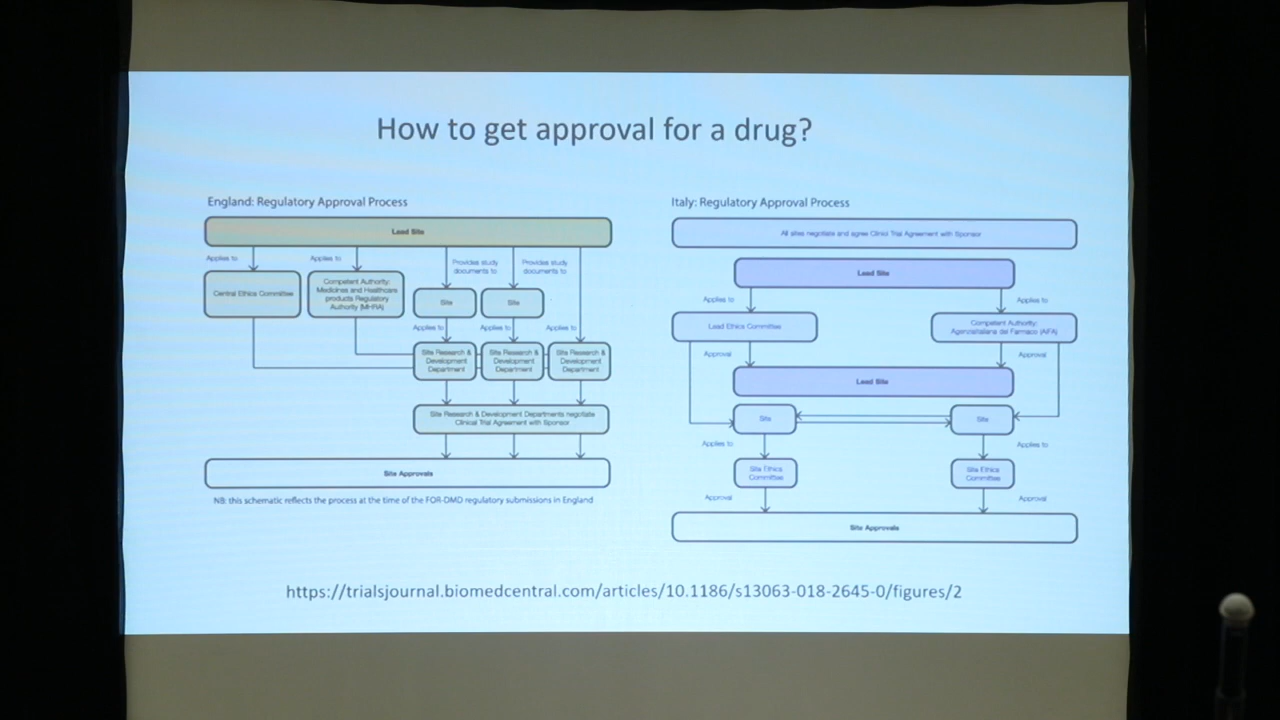 How to get approval for a drug?
England: Regulatory Approval Process
Lead Site
Applies to
Applies to
Provides study
documents to
Provides study
documents to
Central Ethics Committee
Competent Authority:
Medicines and Healthcare
products Regulatory
Authority (MHRA)
Site
Site
Applies to
Applies to
Applies to
Site Research &
Development
Department
Site Research &
Development
Department
Site Research &
Development
Department
Site Research & Development Departments negotiate
Clinical Trial Agreement with Sponsor
Site Approvals
NB: this schematic reflects the process at the time of the FOR-DMD regulatory submissions in England
Italy: Regulatory Approval Process
All sites negotiate and agree Clinicl Trial Agreement with Sponsor
Lead Site
Applies to
Applies to
Lead Ethics Committee
Competent Authority:
Agenziaitaliana del Farmaco (AIFA)
Approval
Approval
Lead Site
Site
Site
Applies to
Applies to
Site Ethics
Committee
Site Ethics
Committee
Approval
Approval
Site Approvals
https://trialsjournal.biomedcentral.com/articles/10.1186/s13063-018-2645-0/figures/2